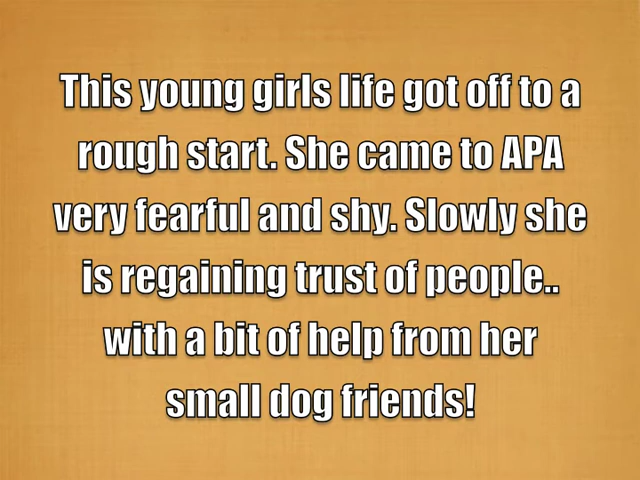 This young girls life got off to a
rough start. She came to APA
very fearful and shy. Slowly she
is regaining trust of people..
with a bit of help from her
small dog friends!